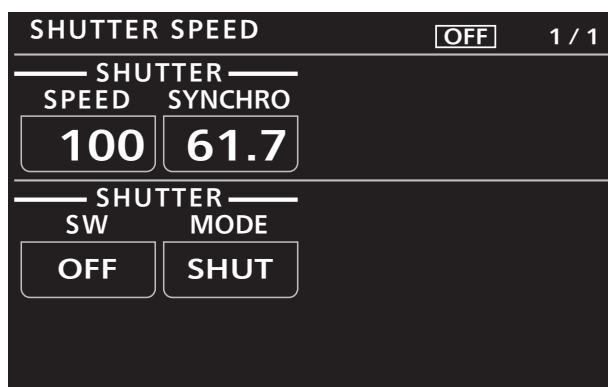 SHUTTER SPEED OFF 1 / 1
SHUTTER
SPEED SYNCHRO
100 61.7
SHUTTER
SW MODE
OFF SHUT